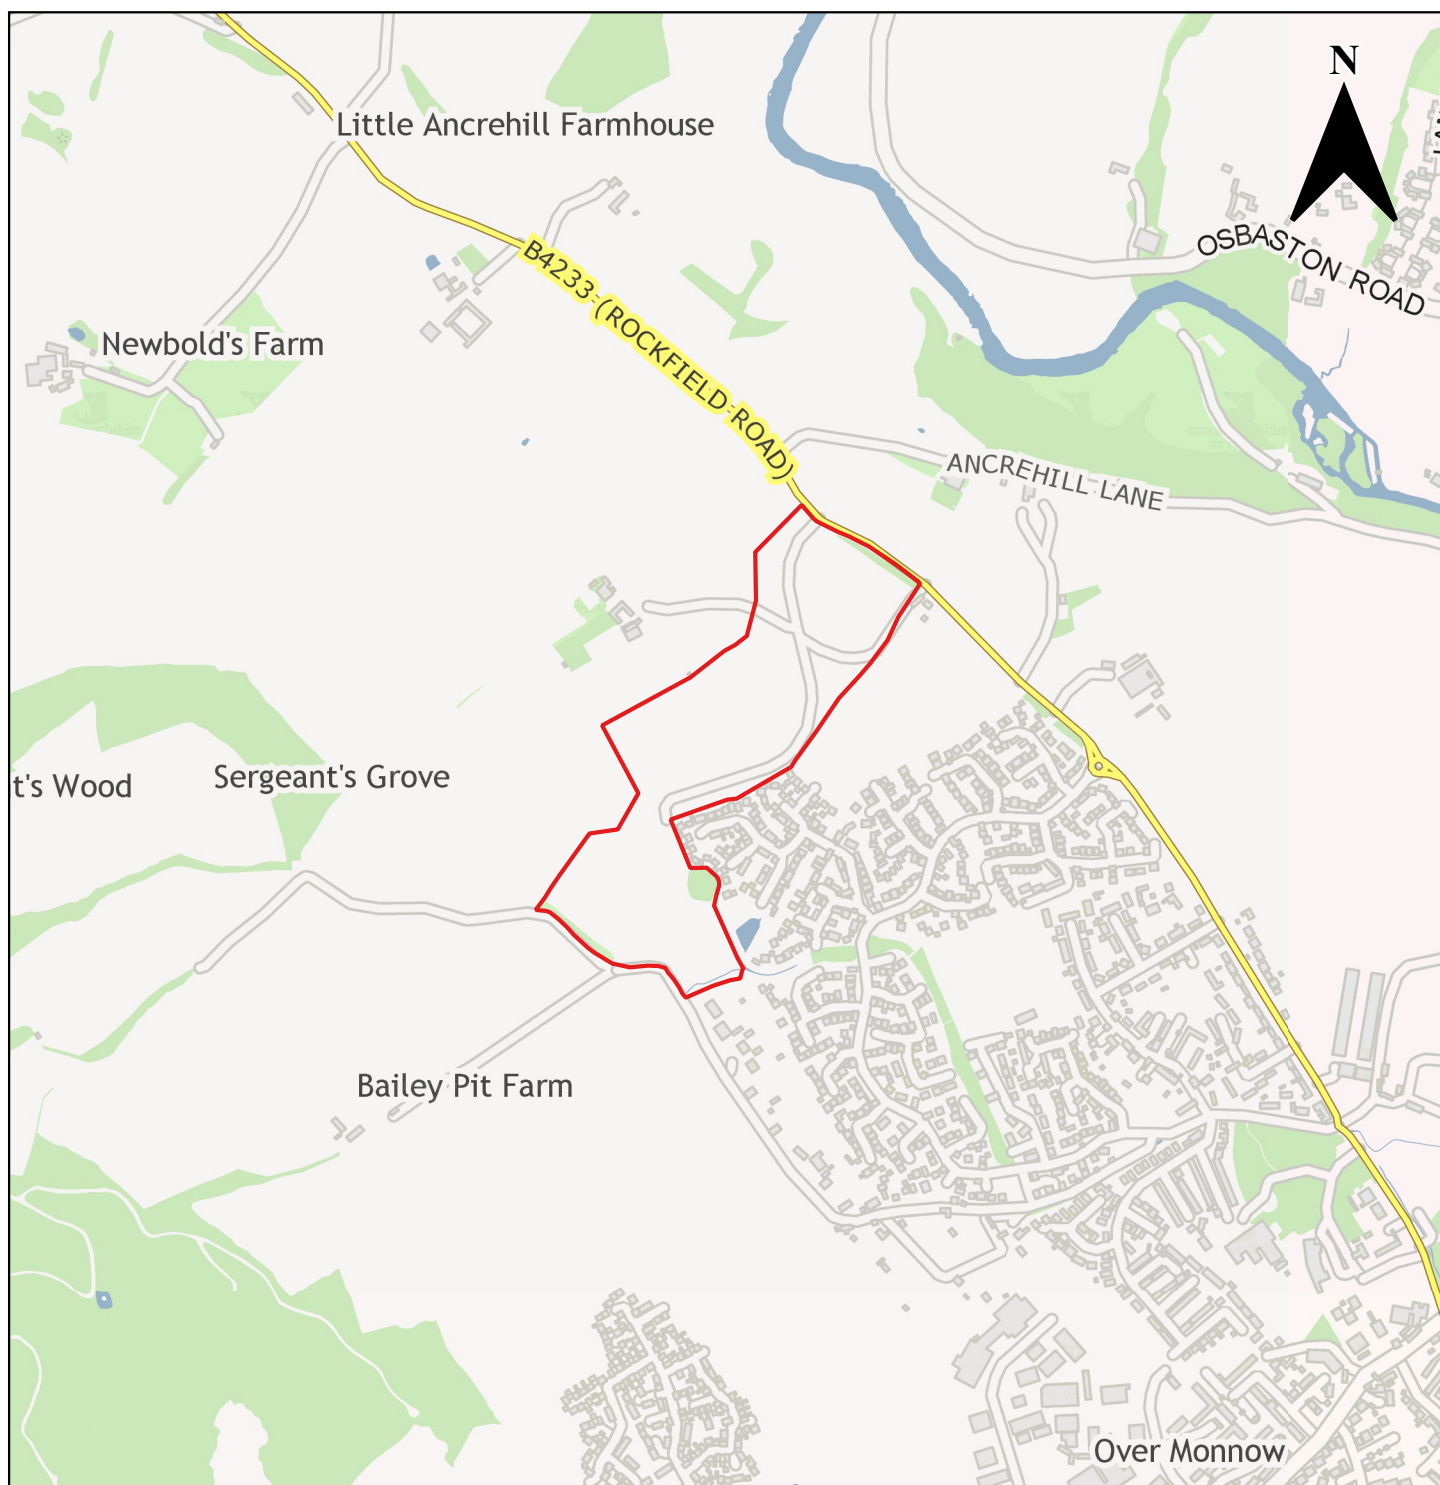 N
Little Ancrehill Farmhouse
OSBASTON ROAD
B4233 (ROCKFIELD ROAD)
Newbold's Farm
ANCREHILL LANE
t's Wood
Sergeant's Grove
Bailey Pit Farm
Over Monnow